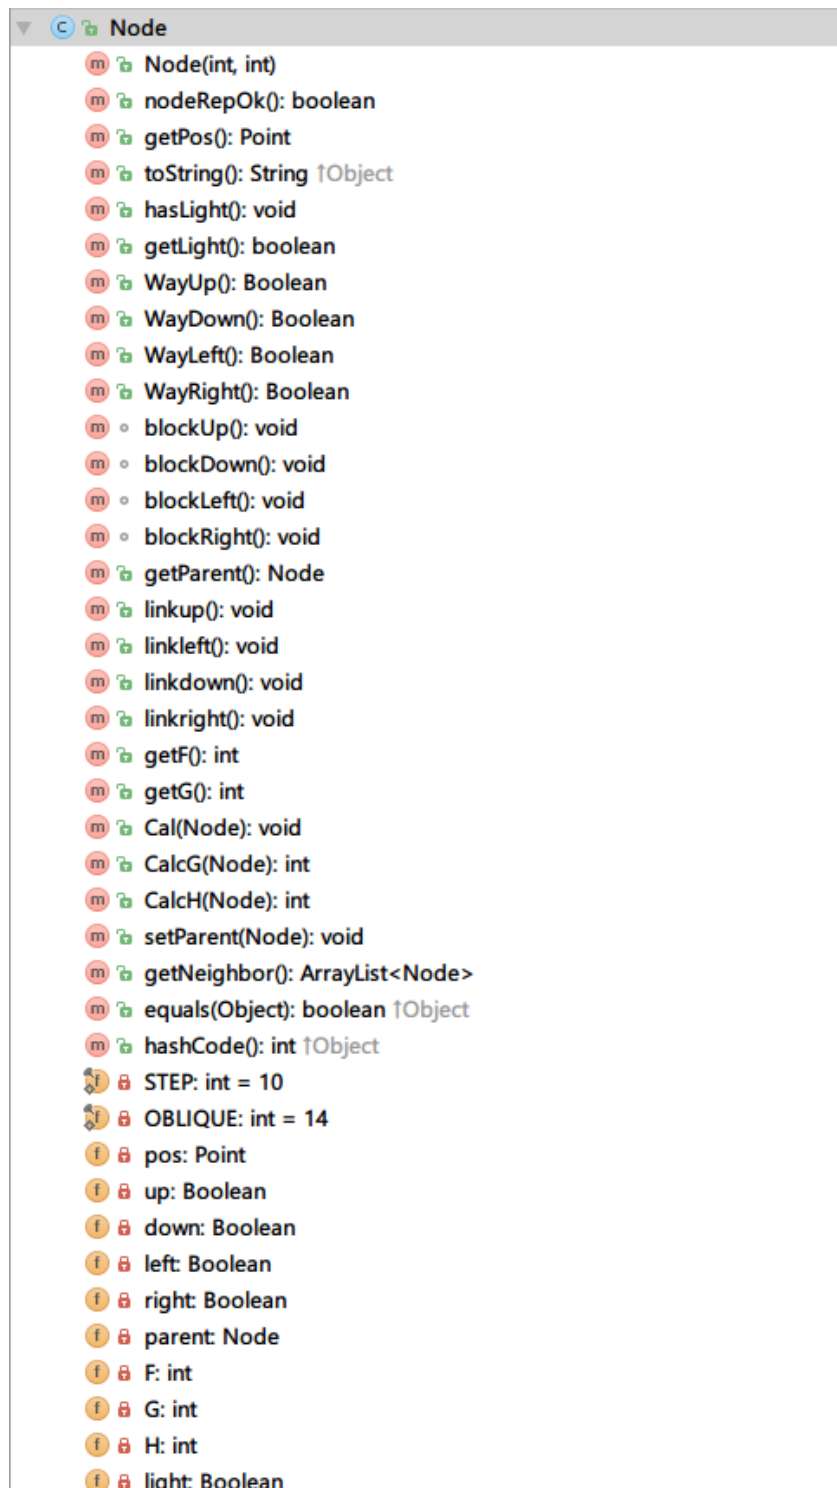 Node
Node(int, int)
nodeRepOk(): boolean
getPos(): Point
toString(): String ↑Object
hasLight(): void
getLight(): boolean
WayUp(): Boolean
WayDown(): Boolean
WayLeft(): Boolean
WayRight(): Boolean
blockUp(): void
blockDown(): void
blockLeft(): void
blockRight(): void
getParent(): Node
linkup(): void
linkleft(): void
linkdown(): void
linkright(): void
getF(): int
getG(): int
Cal(Node): void
CalcG(Node): int
CalcH(Node): int
setParent(Node): void
getNeighbor(): ArrayList<Node>
equals(Object): boolean ↑Object
hashCode(): int ↑Object
STEP: int = 10
OBLIQUE: int = 14
pos: Point
up: Boolean
down: Boolean
left: Boolean
right: Boolean
parent: Node
F: int
G: int
H: int
light: Boolean